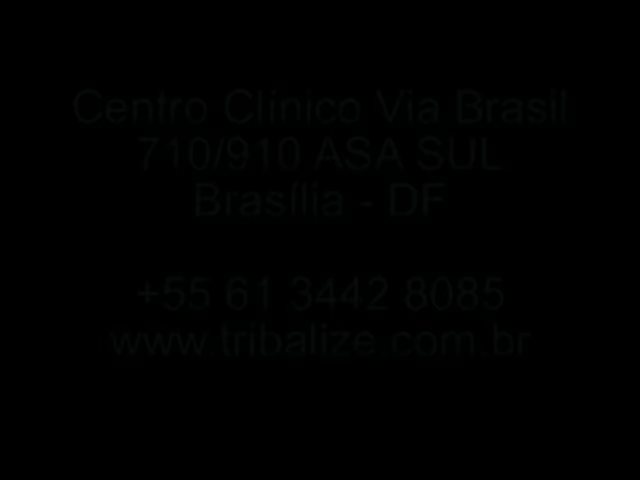 Centro Clínico Via Brasil
710/910 ASA SUL
Brasília - DF
+55 61 3442 8085
www.tribalize.com.br